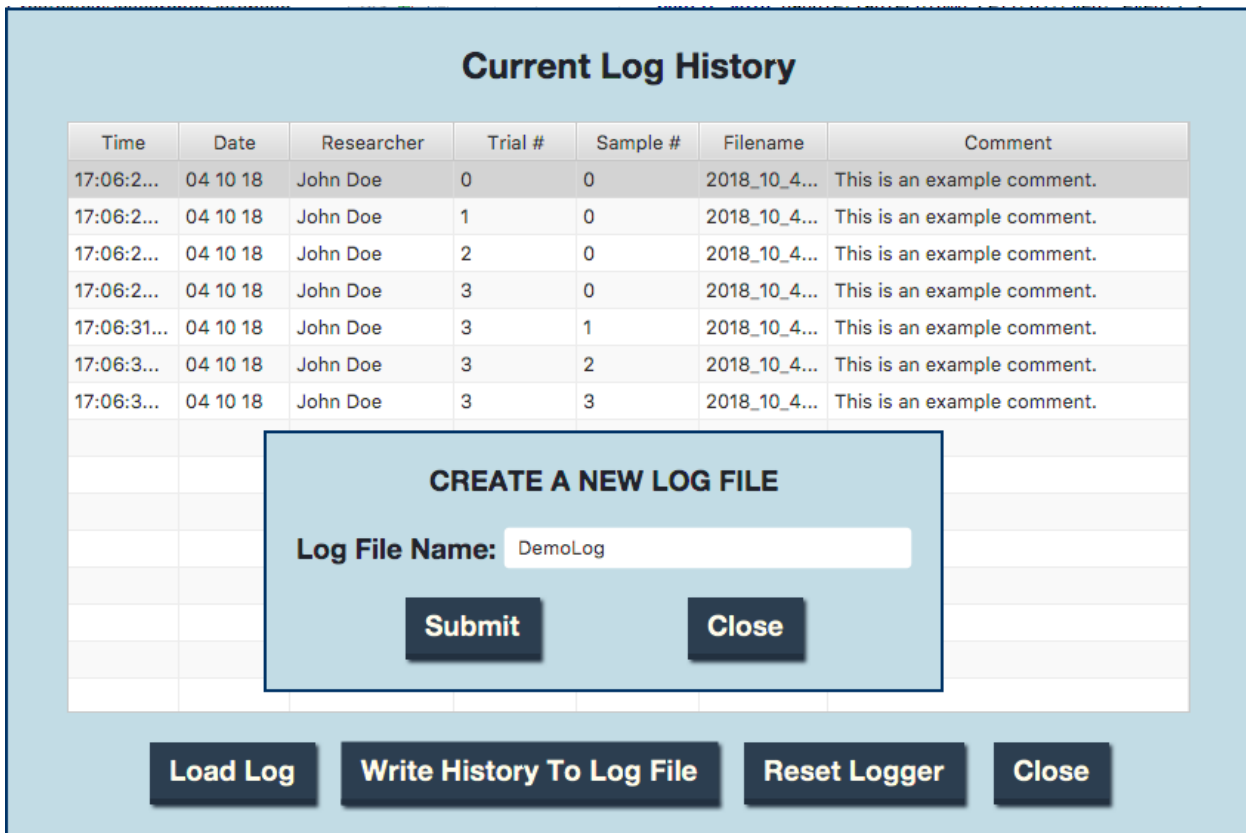 Current Log History
Time Date Researcher Trial # Sample # Filename Comment
17:06:2... 04 10 18 John Doe 0 0 2018_10_4... This is an example comment.
17:06:2... 04 10 18 John Doe 1 0 2018_10_4... This is an example comment.
17:06:2... 04 10 18 John Doe 2 0 2018_10_4... This is an example comment.
17:06:2... 04 10 18 John Doe 3 0 2018_10_4... This is an example comment.
17:06:31... 04 10 18 John Doe 3 1 2018_10_4... This is an example comment.
17:06:3... 04 10 18 John Doe 3 2 2018_10_4... This is an example comment.
17:06:3... 04 10 18 John Doe 3 3 2018_10_4... This is an example comment.
CREATE A NEW LOG FILE
Log File Name: DemoLog
Submit Close
Load Log Write History To Log File Reset Logger Close